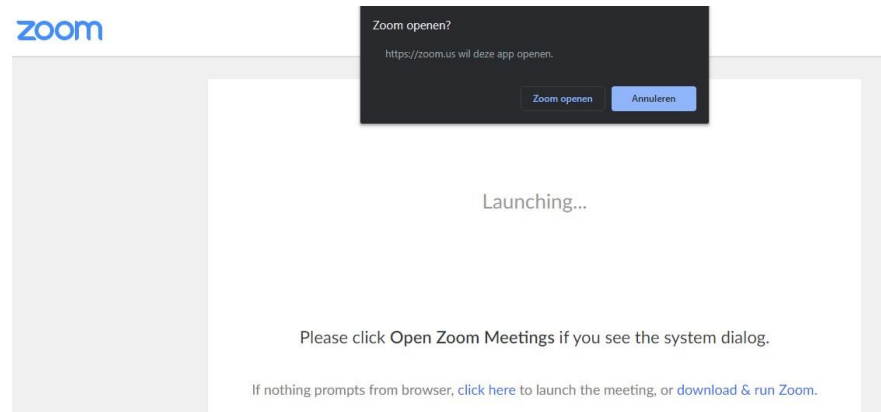 zoom
Zoom openen?
https://zoom.us wil deze app openen.
Zoom openen
Annuleren
Launching...
Please click Open Zoom Meetings if you see the system dialog.
If nothing prompts from browser, click here to launch the meeting, or download & run Zoom.